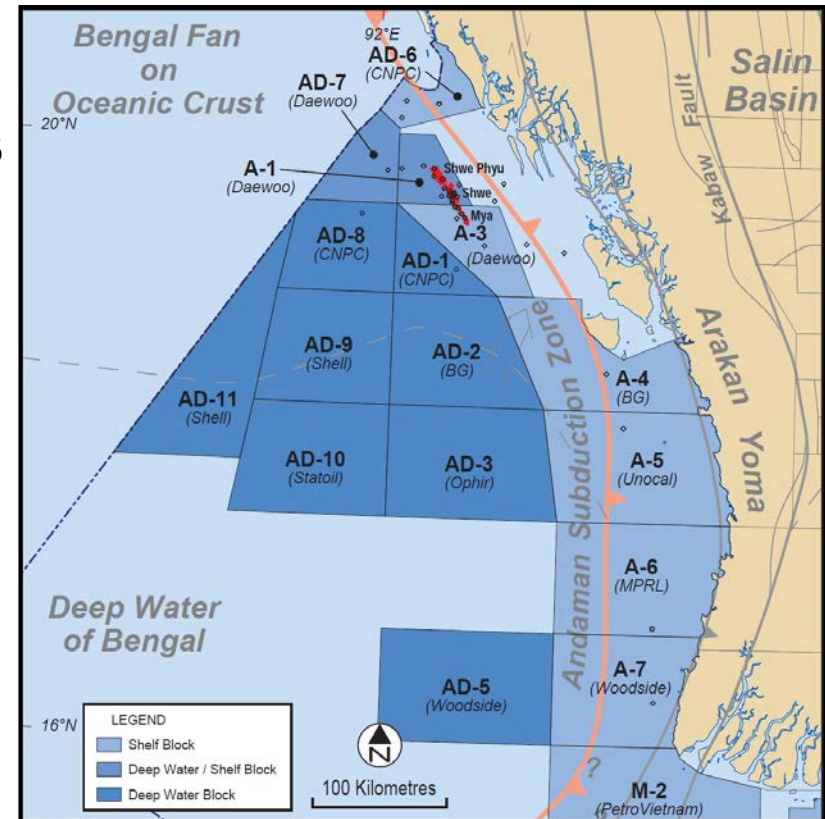 Bengal Fan
on
Oceanic Crust
92°E
AD-6
(CNPC)
Salin
Basin
AD-7
(Daewoo)
20°N
Kabaw Fault
A-1
(Daewoo)
Shwe Phyu
Shwe
Mya
A-3
(Daewoo)
AD-8
(CNPC)
AD-1
(CNPC)
AD-9
(Shell)
AD-2
(BG)
Andaman Subduction Zone
Arakan Yoma
A-4
(BG)
AD-11
(Shell)
A-5
(Unocal)
AD-10
(Statoil)
AD-3
(Ophir)
A-6
(MPRL)
Deep Water
of Bengal
AD-5
(Woodside)
A-7
(Woodside)
16°N
LEGEND
Shelf Block
Deep Water / Shelf Block
Deep Water Block
N
100 Kilometres
?
M-2
(PetroVietnam)